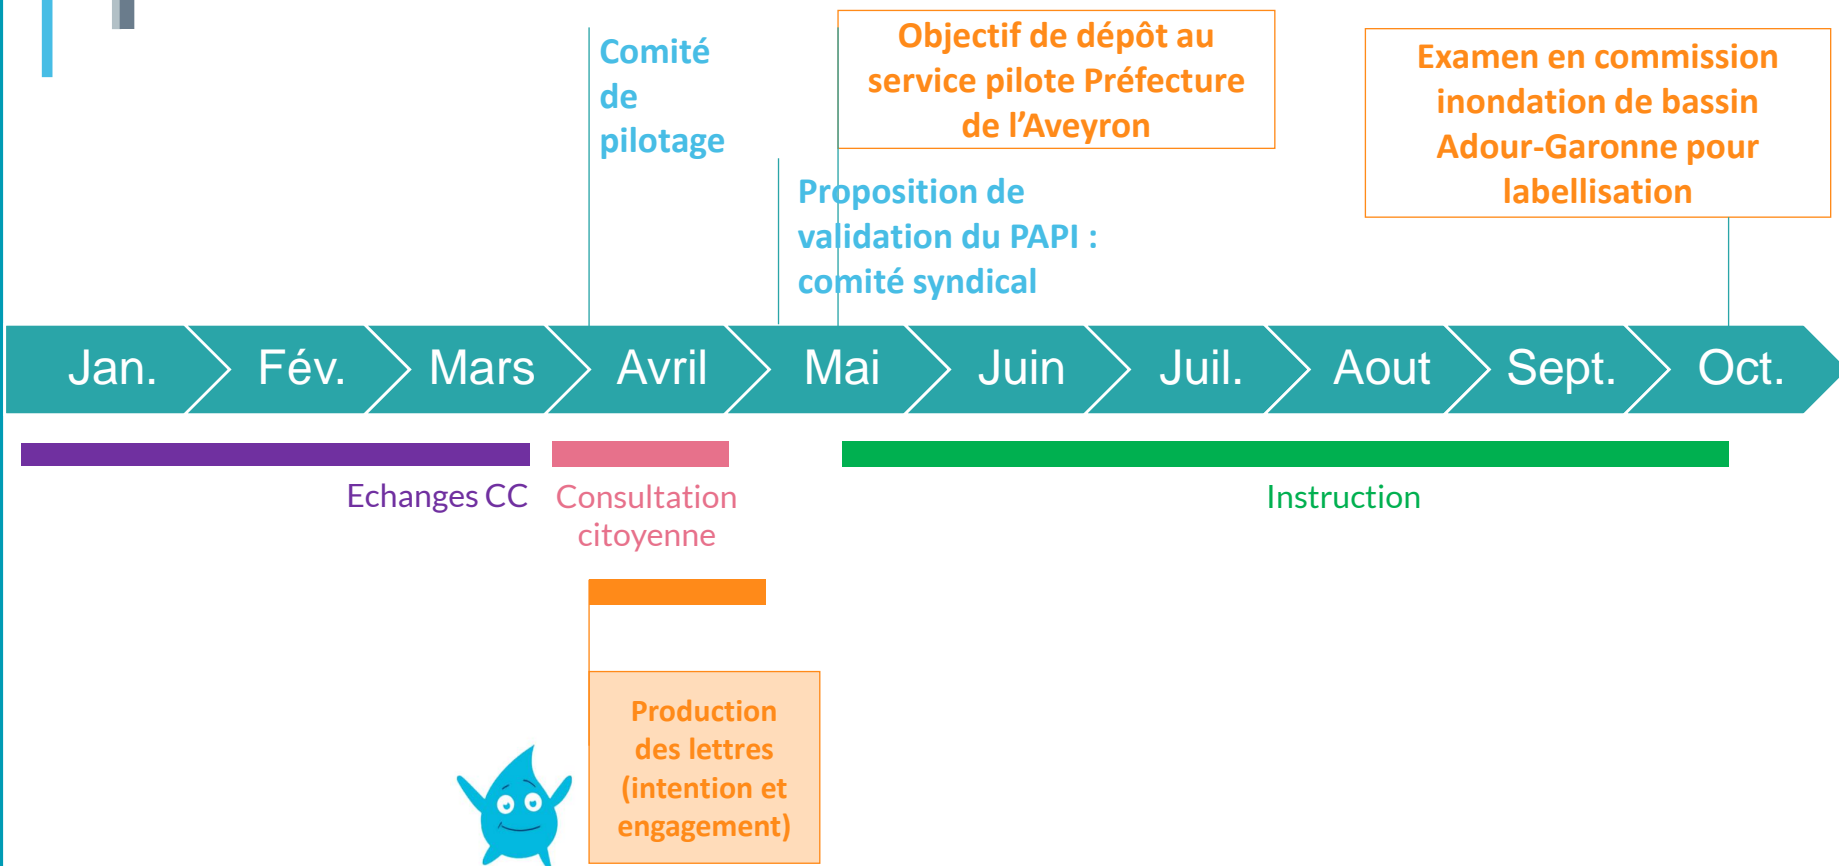 Comité
de
pilotage
Objectif de dépôt au
service pilote Préfecture
de l’Aveyron
Examen en commission
inondation de bassin
Adour-Garonne pour
labellisation
Proposition de
validation du PAPI :
comité syndical
Jan.
Fév.
Mars
Avril
Mai
Juin
Juil.
Aout
Sept.
Oct.
Echanges CC
Consultation
citoyenne
Instruction
Production
des lettres
(intention et
engagement)